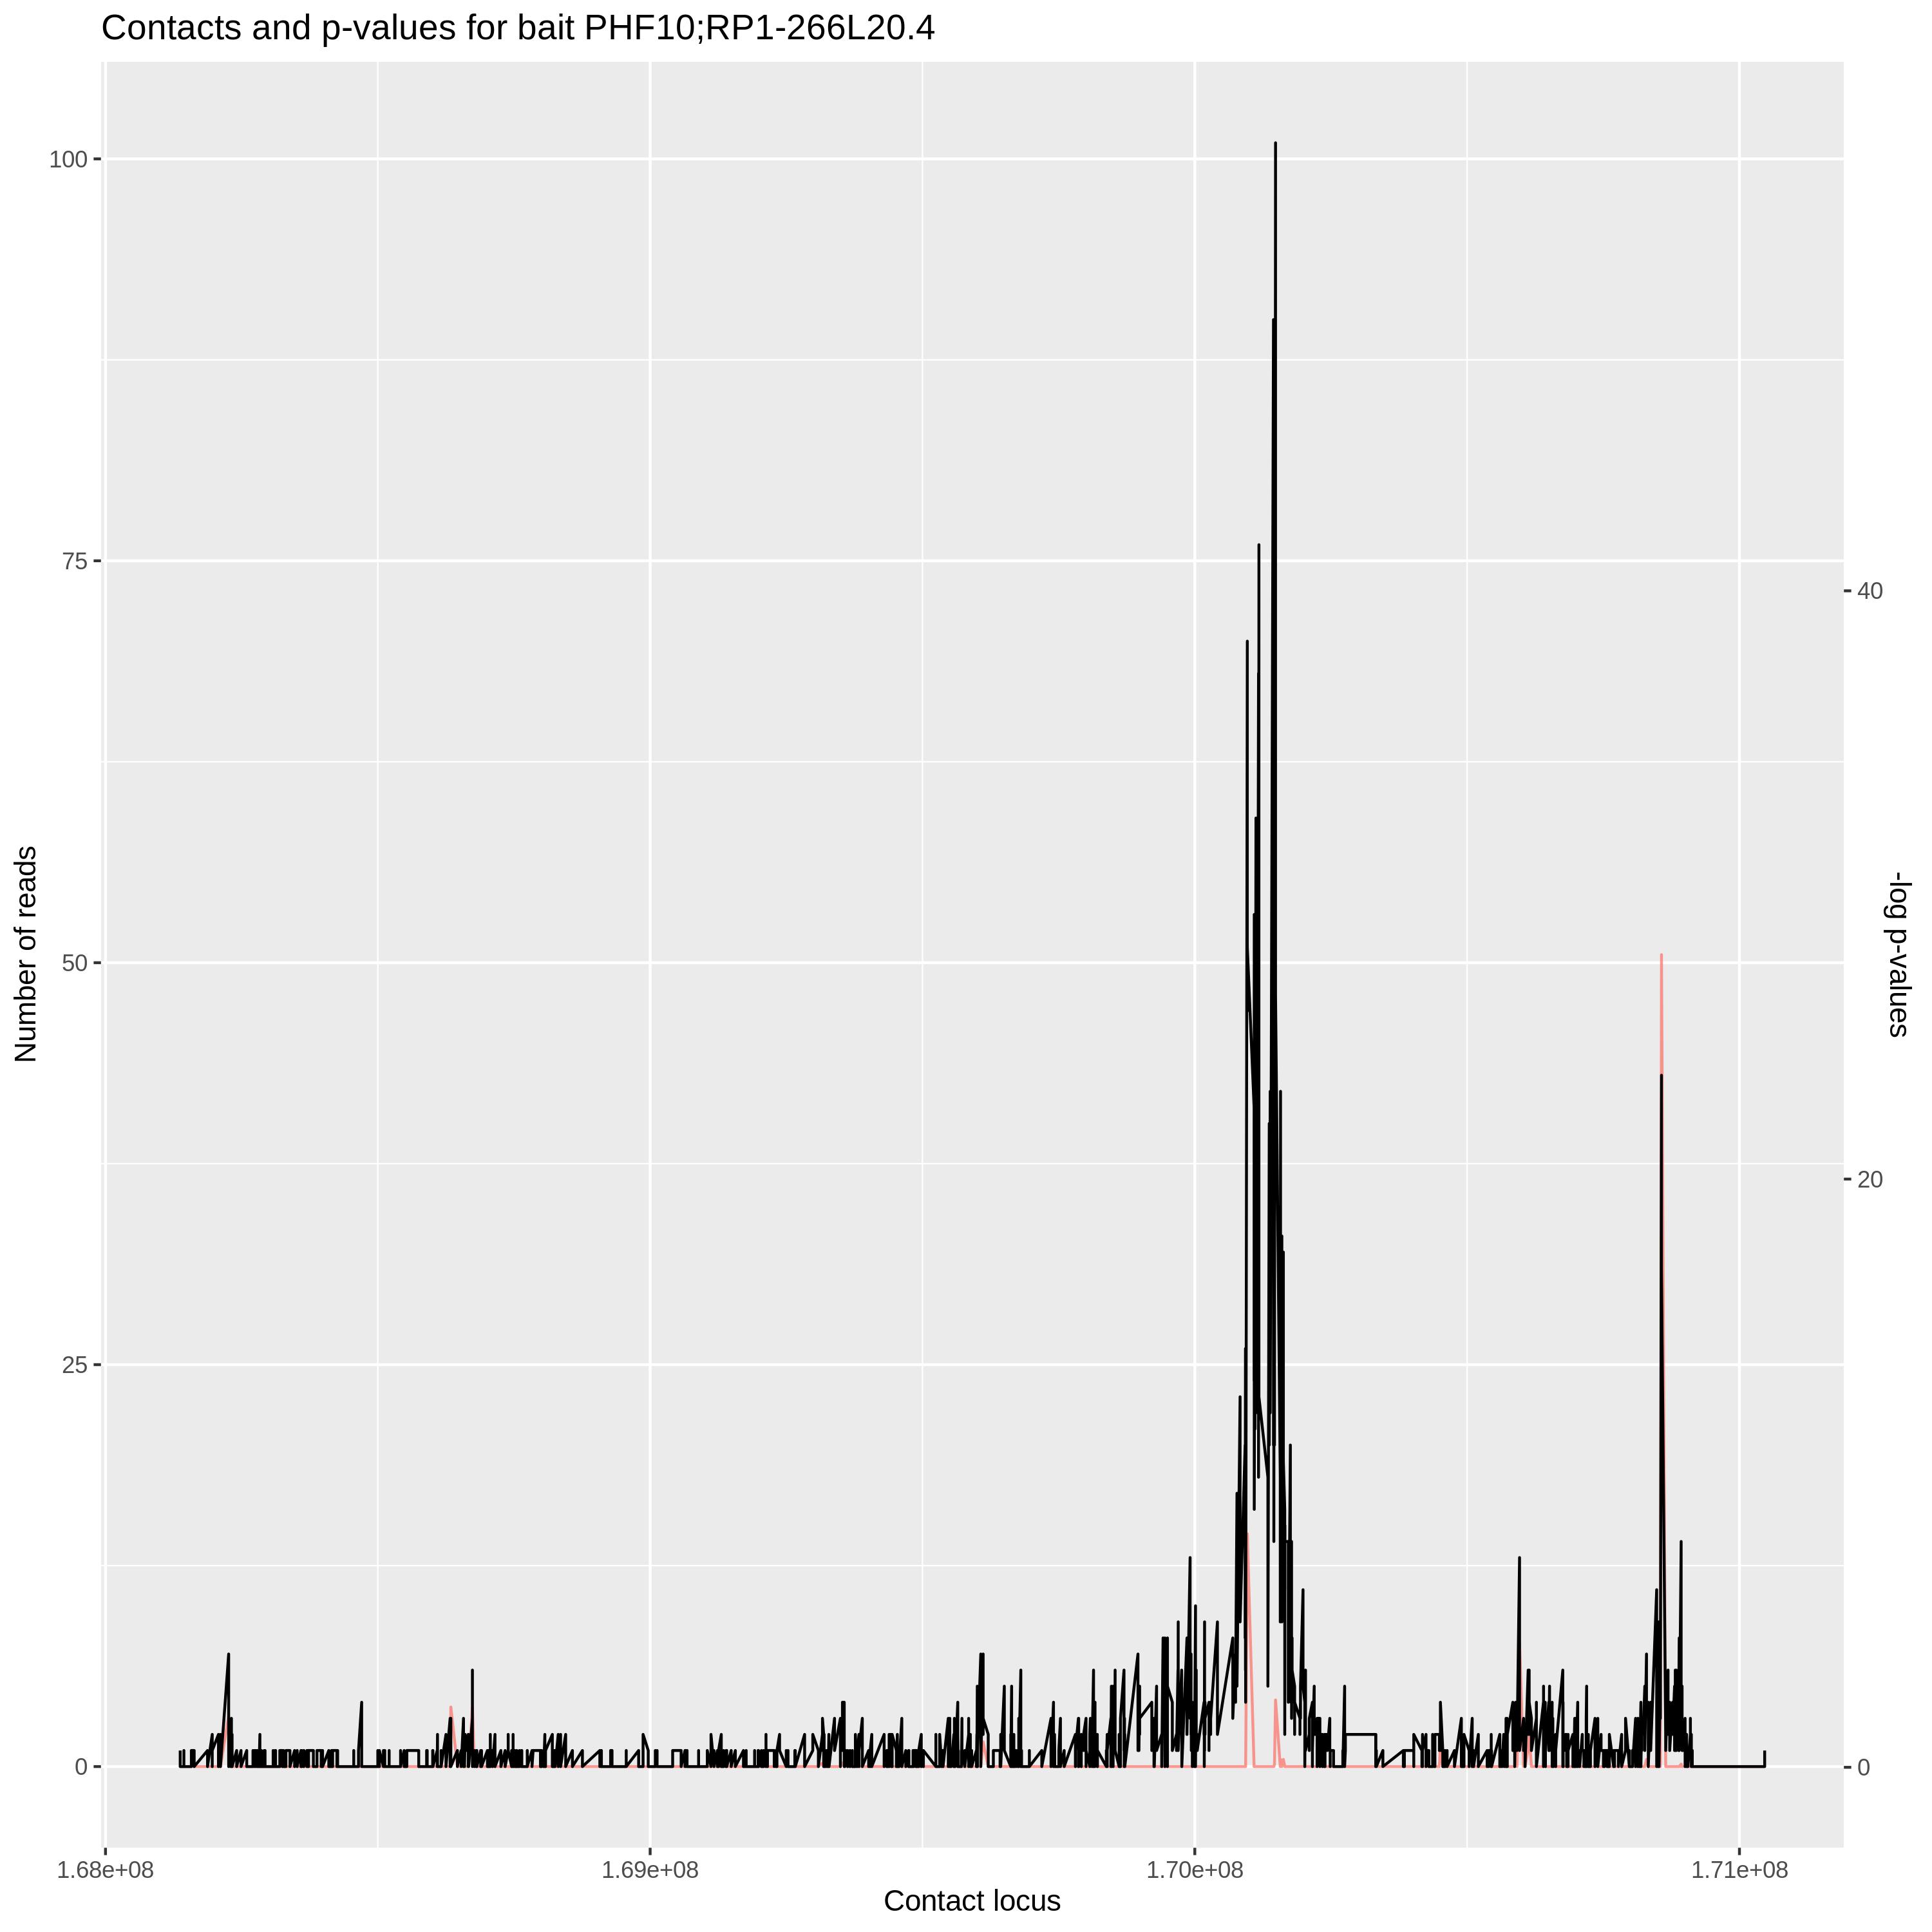 Contacts and p-values for bait PHF10;RP1-266L20.4
100
75
50
25
0
Number of reads
40
20
0
-log p-values
1.68e+08
1.69e+08
1.70e+08
1.71e+08
Contact locus